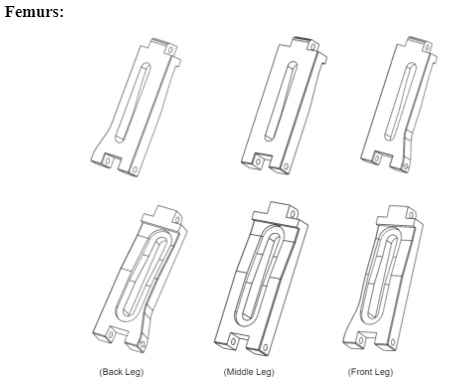 Femurs:
(Back Leg)
(Middle Leg)
(Front Leg)